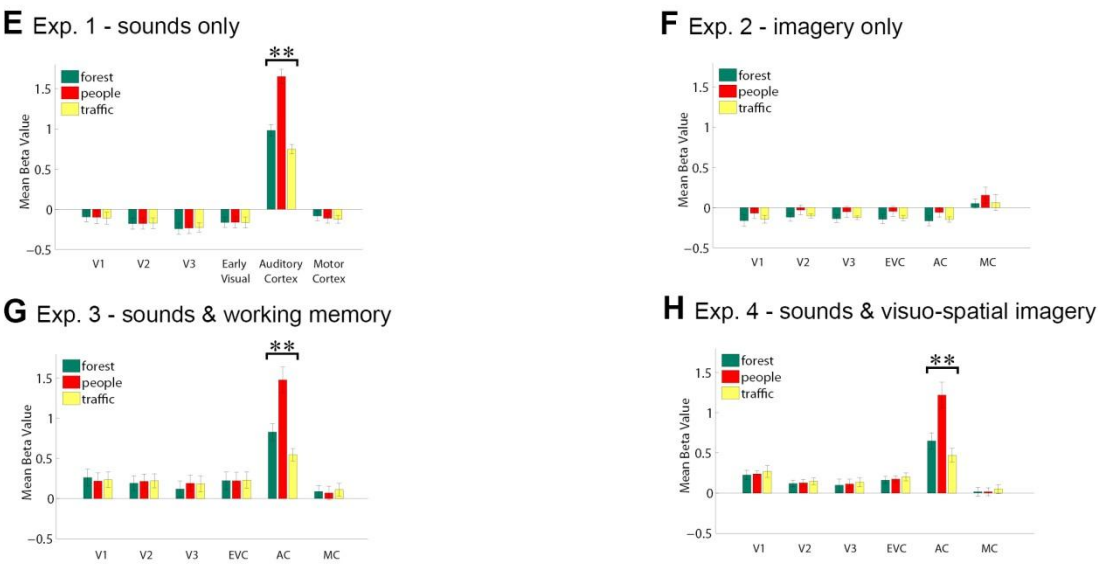 E Exp. 1 - sounds only
**
forest
people
traffic
1.5
1
0.5
0
−0.5
Mean Beta Value
V1 V2 V3 Early Auditory Motor
Visual Cortex Cortex
F Exp. 2 - imagery only
forest
people
traffic
1.5
1
0.5
0
−0.5
Mean Beta Value
V1 V2 V3 EVC AC MC
G Exp. 3 - sounds & working memory
**
forest
people
traffic
1.5
1
0.5
0
−0.5
Mean Beta Value
V1 V2 V3 EVC AC MC
H Exp. 4 - sounds & visuo-spatial imagery
**
forest
people
traffic
1.5
1
0.5
0
−0.5
Mean Beta Value
V1 V2 V3 EVC AC MC